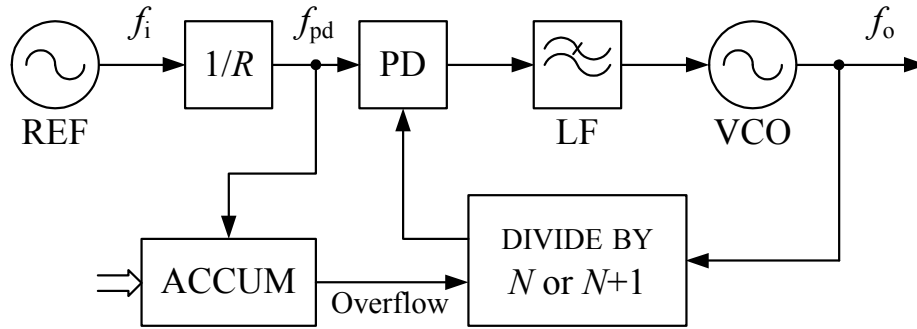 fi
fpd
fo
1/R
PD
REF
LF
VCO
ACCUM
Overflow
DIVIDE BY
N or N+1